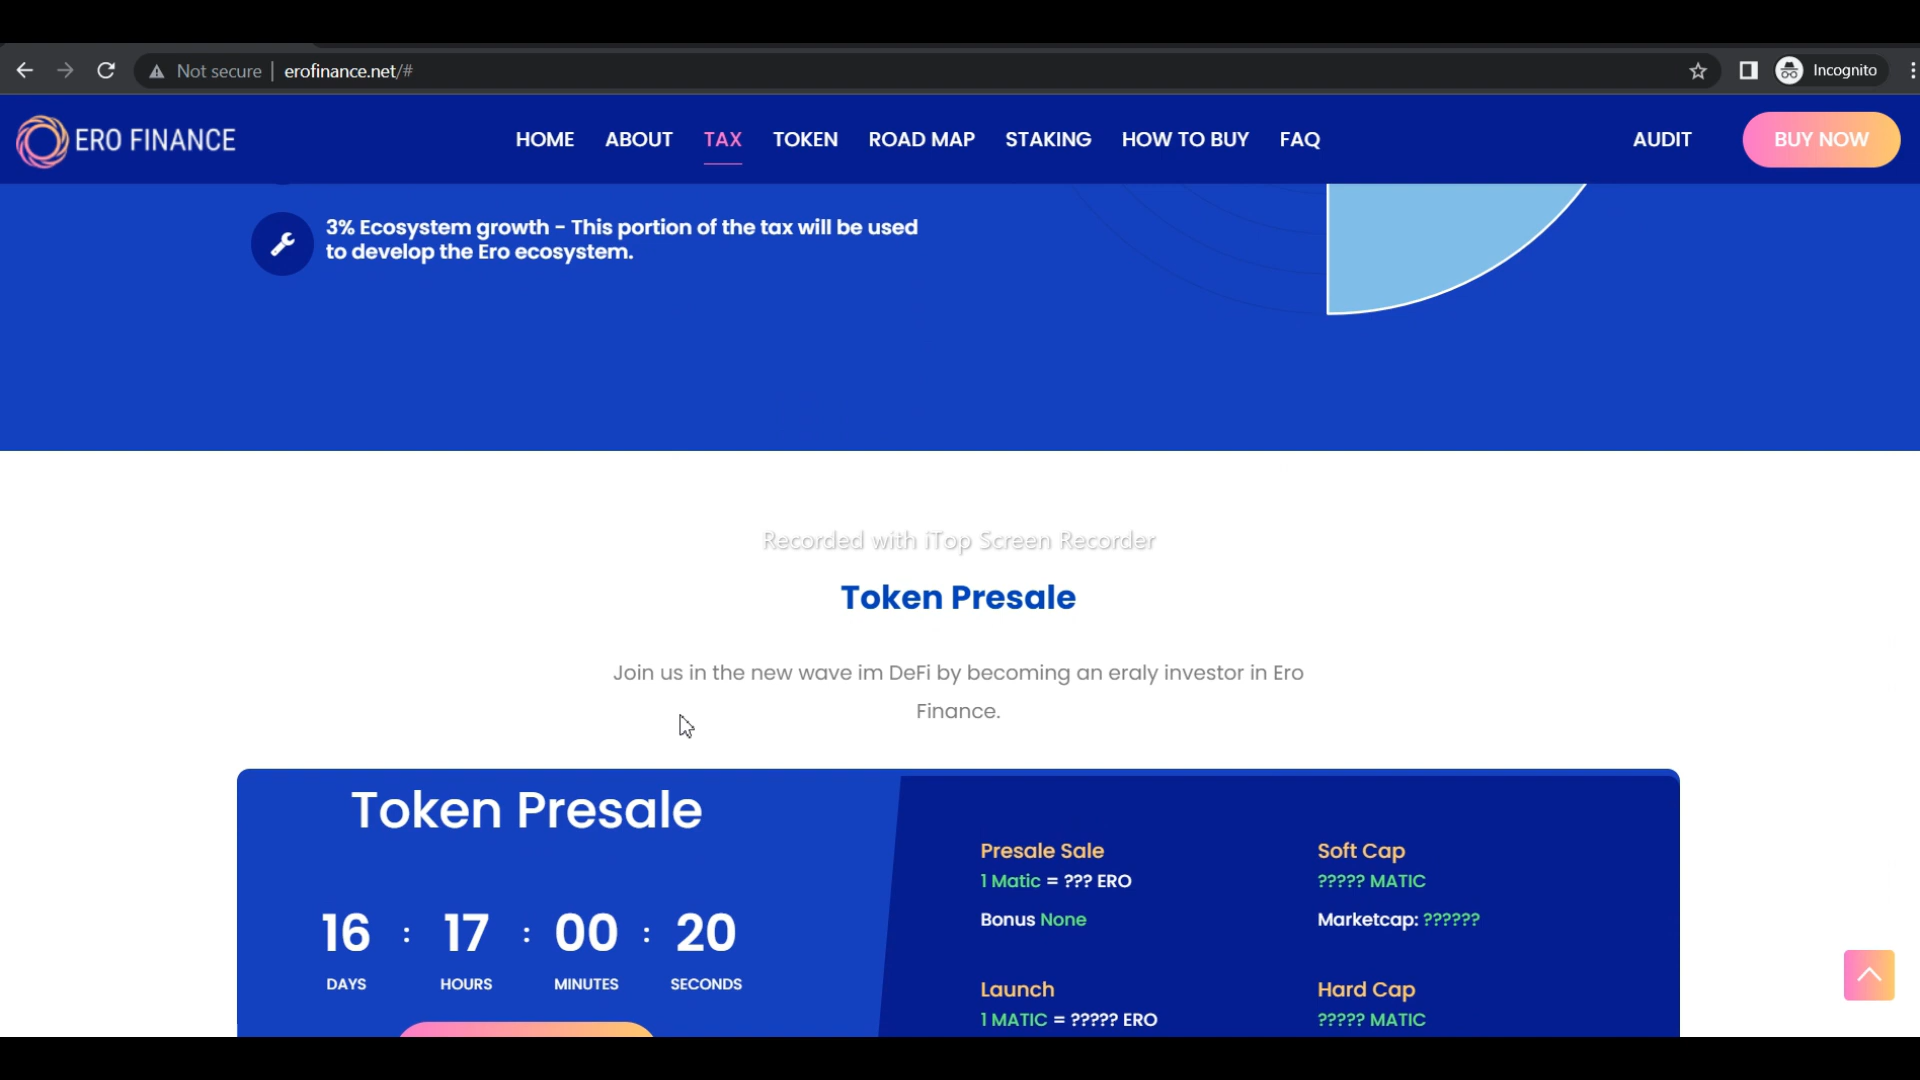 Not secure | erofinance.net/#
Incognito
ERO FINANCE
HOME ABOUT TAX TOKEN ROAD MAP STAKING HOW TO BUY FAQ
AUDIT
BUY NOW
3% Ecosystem growth - This portion of the tax will be used
to develop the Ero ecosystem.
Recorded with iTop Screen Recorder
Token Presale
Join us in the new wave im DeFi by becoming an eraly investor in Ero
Finance.
Token Presale
16 : 17 : 00 : 20
DAYS HOURS MINUTES SECONDS
Presale Sale
1 Matic = ??? ERO
Bonus None
Soft Cap
????? MATIC
Marketcap: ??????
Launch
1 MATIC = ????? ERO
Hard Cap
????? MATIC